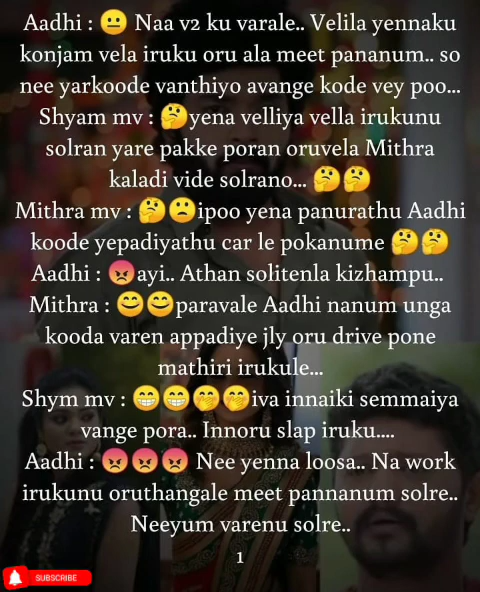 Aadhi : 😐 Naa v2 ku varale.. Velila yennaku
konjam vela iruku oru ala meet pananum.. so
nee yarkoode vanthiyo avange kode vey poo...
Shyam mv : 🤔yena velliya vella irukunu
solran yare pakke poran oruvela Mithra
kaladi vide solrano... 🤔🤔
Mithra mv : 🤔🙁ipoo yena panurathu Aadhi
koode yepadiyathu car le pokanume 🤔🤔
Aadhi : 😡ayi.. Athan solitenla kizhampu..
Mithra : 😊😊paravale Aadhi nanum unga
kooda varen appadiye jly oru drive pone
mathiri irukule...
Shym mv : 😁😁🤭🤭iva innaiki semmaiya
vange pora.. Innoru slap iruku....
Aadhi : 😡😡😡 Nee yenna loosa.. Na work
irukunu oruthangale meet pannanum solre..
Neeyum varenu solre..
1
SUBSCRIBE